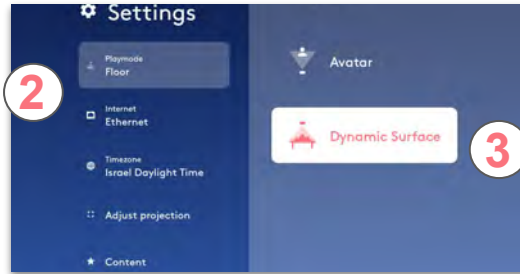 Settings
Playmode
Floor
Internet
Ethernet
Timezone
Israel Daylight Time
Adjust projection
Content
Avatar
Dynamic Surface
2
3